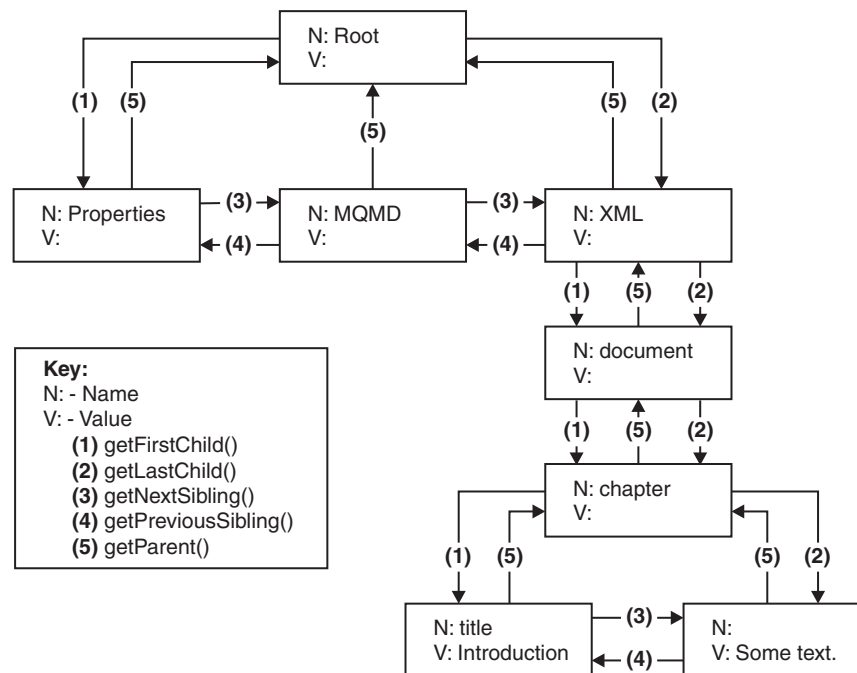 N: Root
V:
(1)
(5)
(5)
(5)
(2)
N: Properties
V:
(3)
(4)
N: MQMD
V:
(3)
(4)
N: XML
V:
(1)
(5)
(2)
N: document
V:
(1)
(5)
(2)
N: chapter
V:
(1)
(5)
(5)
(2)
N: title
V: Introduction
(3)
(4)
N:
V: Some text.
Key:
N: - Name
V: - Value
(1) getFirstChild()
(2) getLastChild()
(3) getNextSibling()
(4) getPreviousSibling()
(5) getParent()